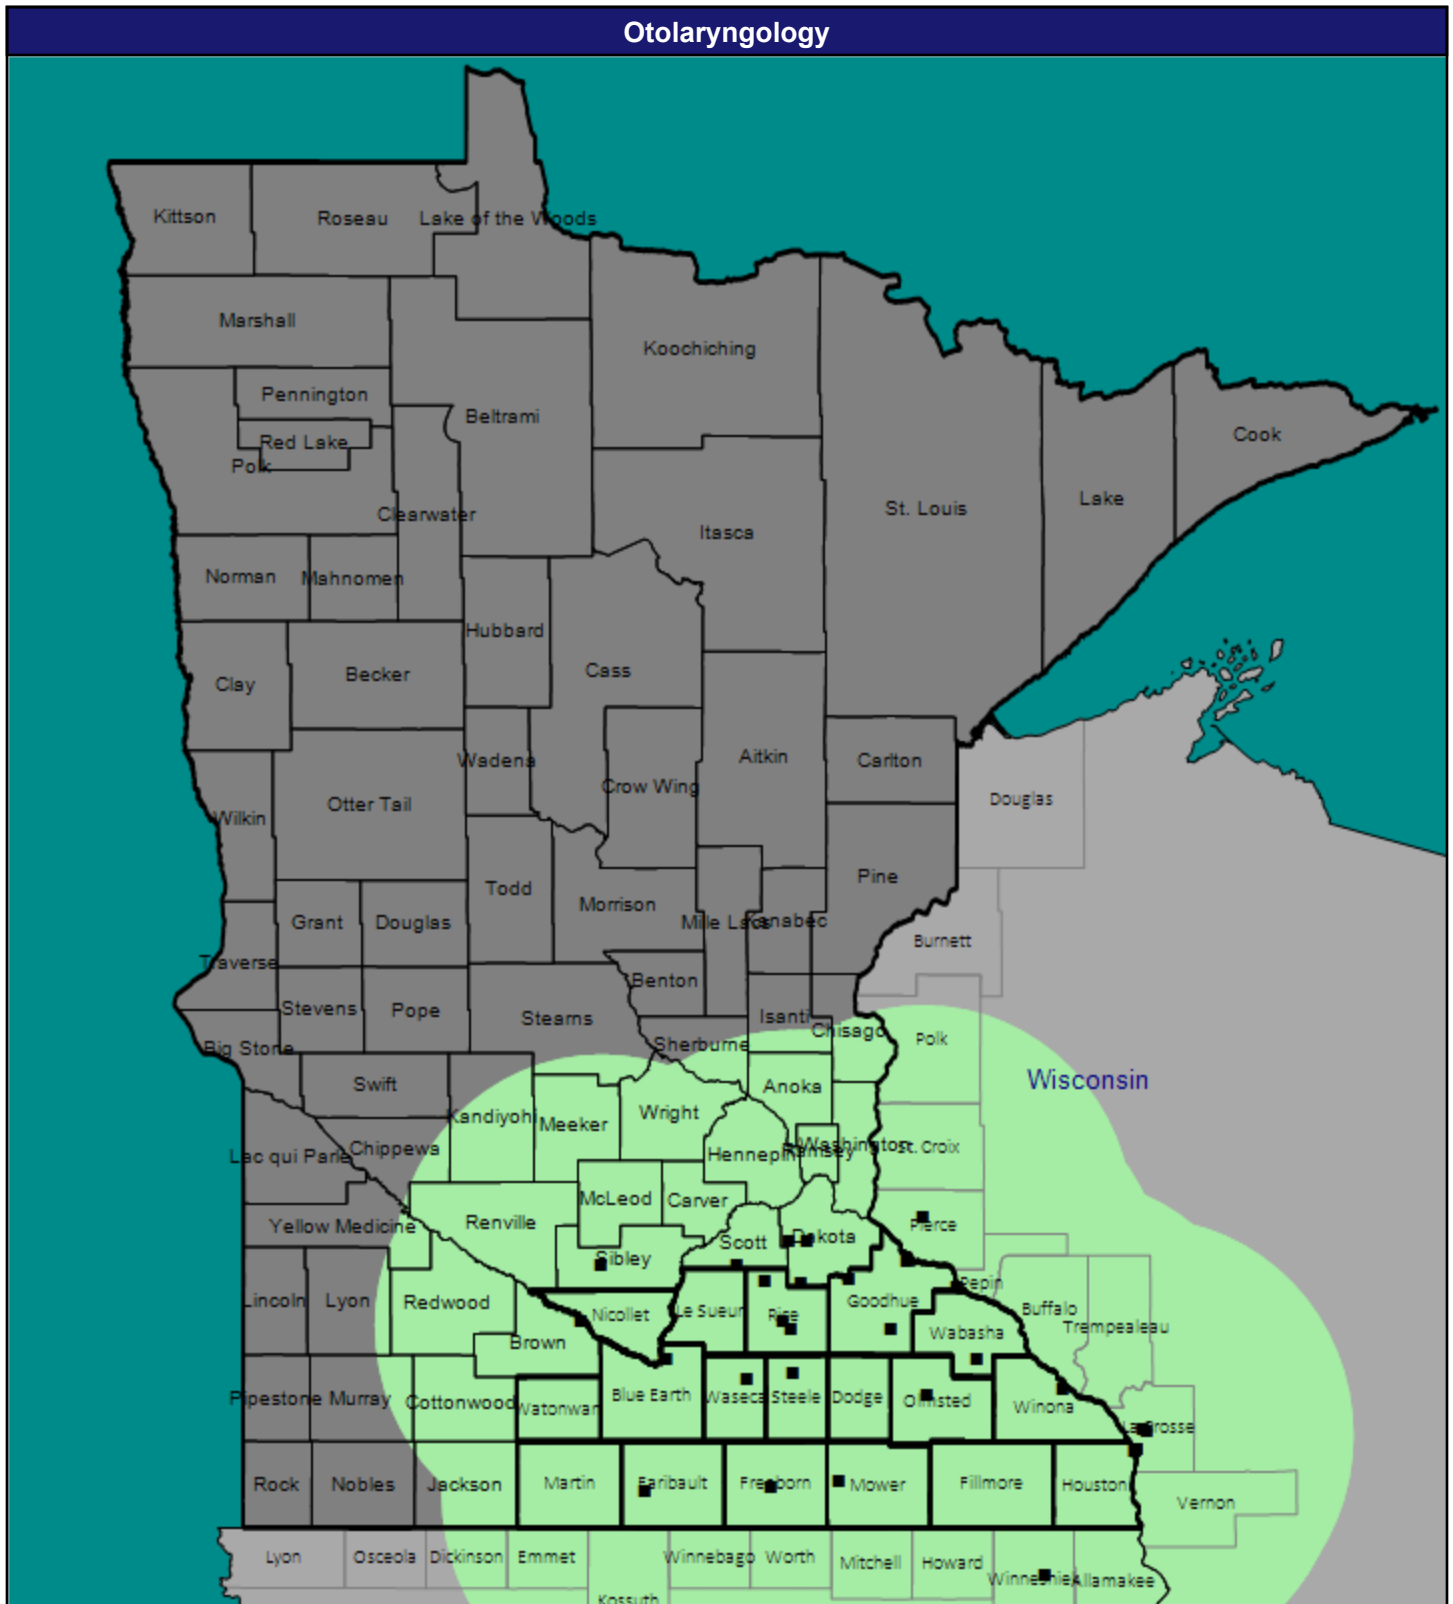 Otolaryngology
Kittson
Roseau
Lake of the Woods
Marshall
Koochiching
Pennington
Beltrami
Red Lake
Polk
Cook
Clearwater
St. Louis
Lake
Itasca
Norman
Mahnomen
Hubbard
Cass
Clay
Becker
Wadena
Aitkin
Carlton
Crow Wing
Otter Tail
Douglas
Wilkin
Todd
Pine
Morrison
Grant
Douglas
Mille Lacs
Kanabec
Burnett
Traverse
Benton
Stevens
Pope
Stearns
Isanti
Chisago
Polk
Big Stone
Sherburne
Swift
Anoka
Wisconsin
Kandiyohi
Meeker
Wright
Lac qui Parle
Chippewa
Hennepin
Ramsey
Washington
St. Croix
McLeod
Carver
Yellow Medicine
Renville
Scott
Dakota
Pierce
Sibley
Lincoln
Lyon
Redwood
Nicollet
Le Sueur
Rice
Goodhue
Pepin
Buffalo
Trempealeau
Brown
Wabasha
Pipestone
Murray
Cottonwood
Watonwan
Blue Earth
Waseca
Steele
Dodge
Olmsted
Winona
La Crosse
Rock
Nobles
Jackson
Martin
Faribault
Freeborn
Mower
Fillmore
Houston
Vernon
Lyon
Osceola
Dickinson
Emmet
Winnebago
Worth
Mitchell
Howard
Winneshiek
Allamakee
Kossuth